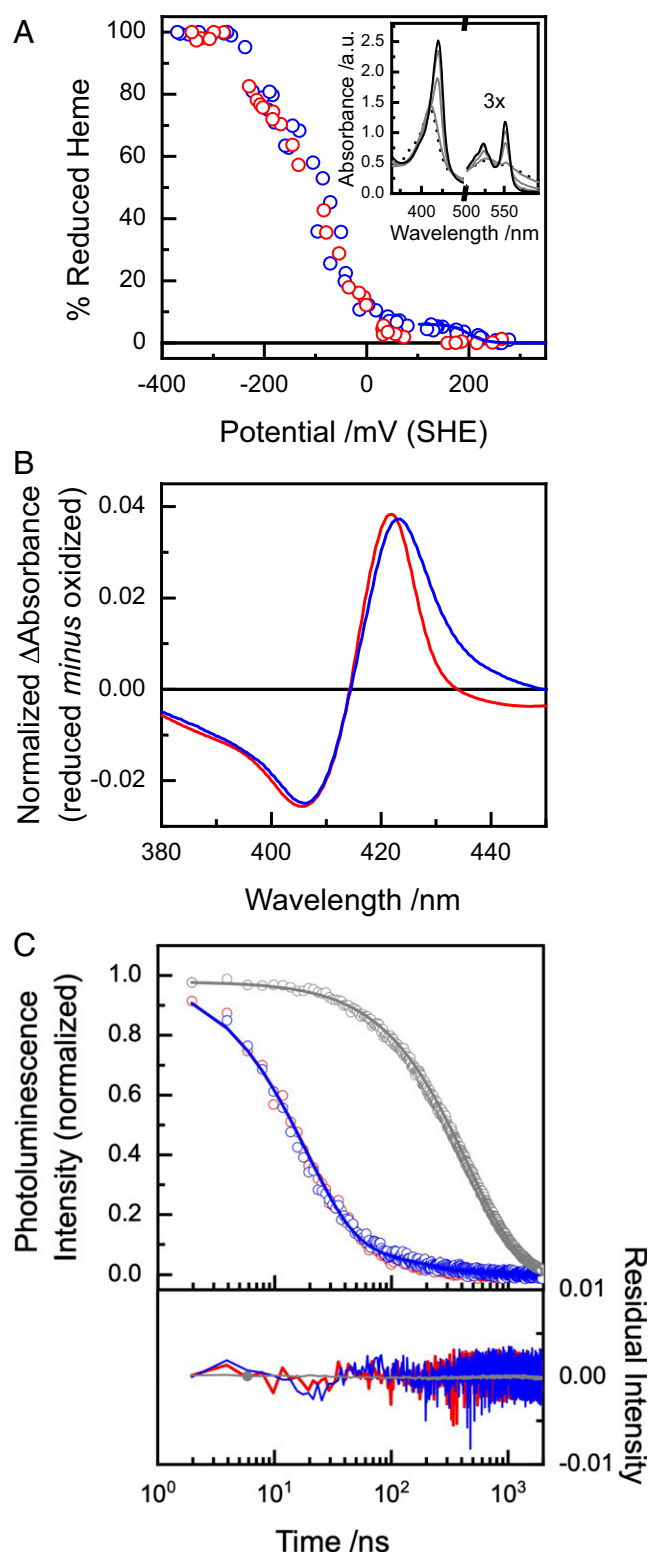 A
100
80
60
40
20
0
% Reduced Heme
-400 -200 0 200
Potential /mV (SHE)
2.5
2.0
1.5
1.0
0.5
0.0
Absorbance /a.u.
3x
400 500 550
Wavelength /nm
B
0.04
0.02
0.00
-0.02
Normalized ΔAbsorbance
(reduced minus oxidized)
380 400 420 440
Wavelength /nm
C
1.0
0.8
0.6
0.4
0.2
0.0
Photoluminescence
Intensity (normalized)
0.01
0.00
-0.01
Residual Intensity
10⁰ 10¹ 10² 10³
Time /ns